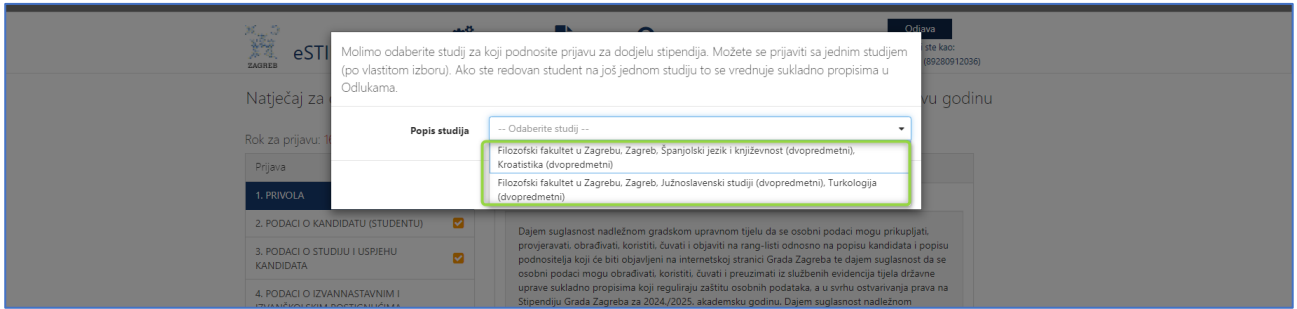 Odjava
eSTI
ZAGREB
ste kao:
(89280912036)
Molimo odaberite studij za koji podnosite prijavu za dodjelu stipendija. Možete se prijaviti sa jednim studijem
(po vlastitom izboru). Ako ste redovan student na još jednom studiju to se vrednuje sukladno propisima u
Odlukama.
Natječaj za
vu godinu
Popis studija
-- Odaberite studij --
Rok za prijavu: 1
Filozofski fakultet u Zagrebu, Zagreb, Španjolski jezik i književnost (dvopredmetni),
Kroatistika (dvopredmetni)
Filozofski fakultet u Zagrebu, Zagreb, Južnoslavenski studiji (dvopredmetni), Turkologija
(dvopredmetni)
Prijava
1. PRIVOLA
2. PODACI O KANDIDATU (STUDENTU)
3. PODACI O STUDIJU I USPJEHU
KANDIDATA
4. PODACI O IZVANNASTAVNIM I
IZVANŠKOLSKIM POSTIGNUĆIMA
Dajem suglasnost nadležnom gradskom upravnom tijelu da se osobni podaci mogu prikupljati,
provjeravati, obrađivati, koristiti, čuvati i objaviti na rang-listi odnosno na popisu kandidata i popisu
podnositelja koji će biti objavljeni na internetskoj stranici Grada Zagreba te dajem suglasnost da se
osobni podaci mogu obrađivati, koristiti, čuvati i preuzimati iz službenih evidencija tijela državne
uprave sukladno propisima koji reguliraju zaštitu osobnih podataka, a u svrhu ostvarivanja prava na
Stipendiju Grada Zagreba za 2024./2025. akademsku godinu. Dajem suglasnost nadležnom